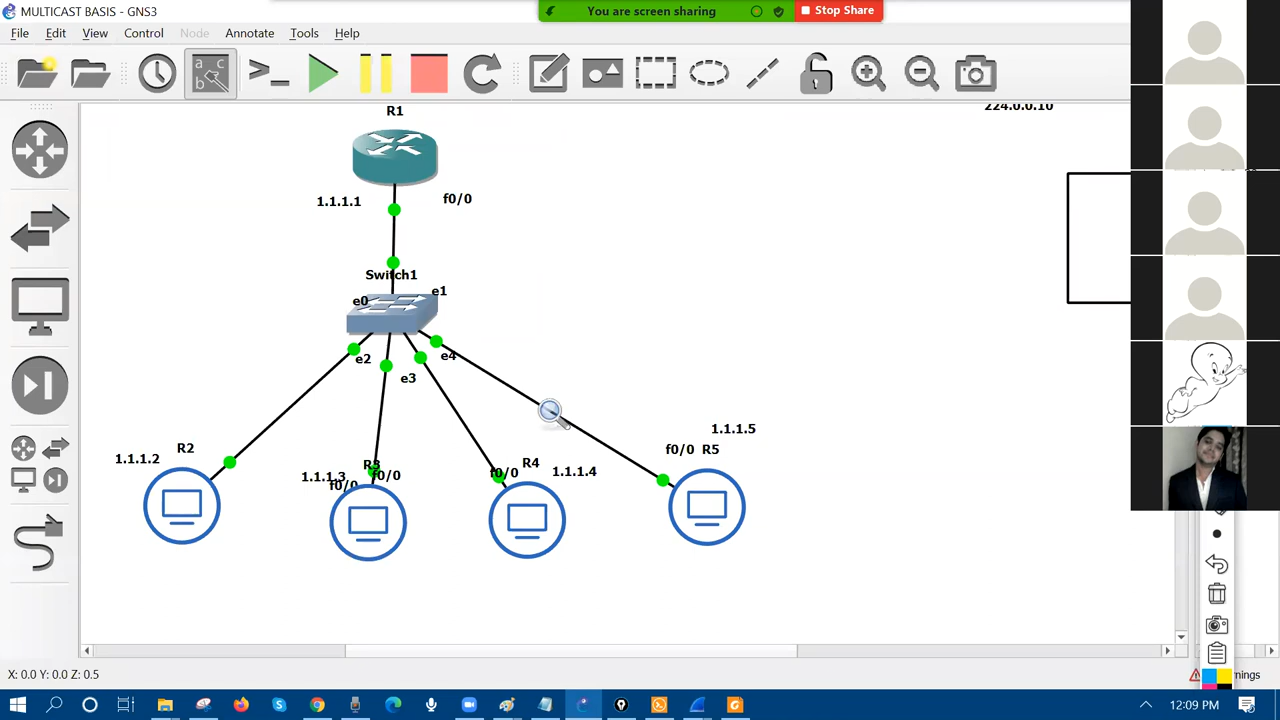 MULTICAST BASIS - GNS3
You are screen sharing
Stop Share
File Edit View Control Node Annotate Tools Help
a c
b
224.0.0.10
R1
1.1.1.1
f0/0
Switch1
e0
e1
e2
e3
e4
1.1.1.2
R2
1.1.1.3
R3
f0/0
f0/0
f0/0
R4
1.1.1.4
f0/0
R5
1.1.1.5
X: 0.0 Y: 0.0 Z: 0.5
12:09 PM